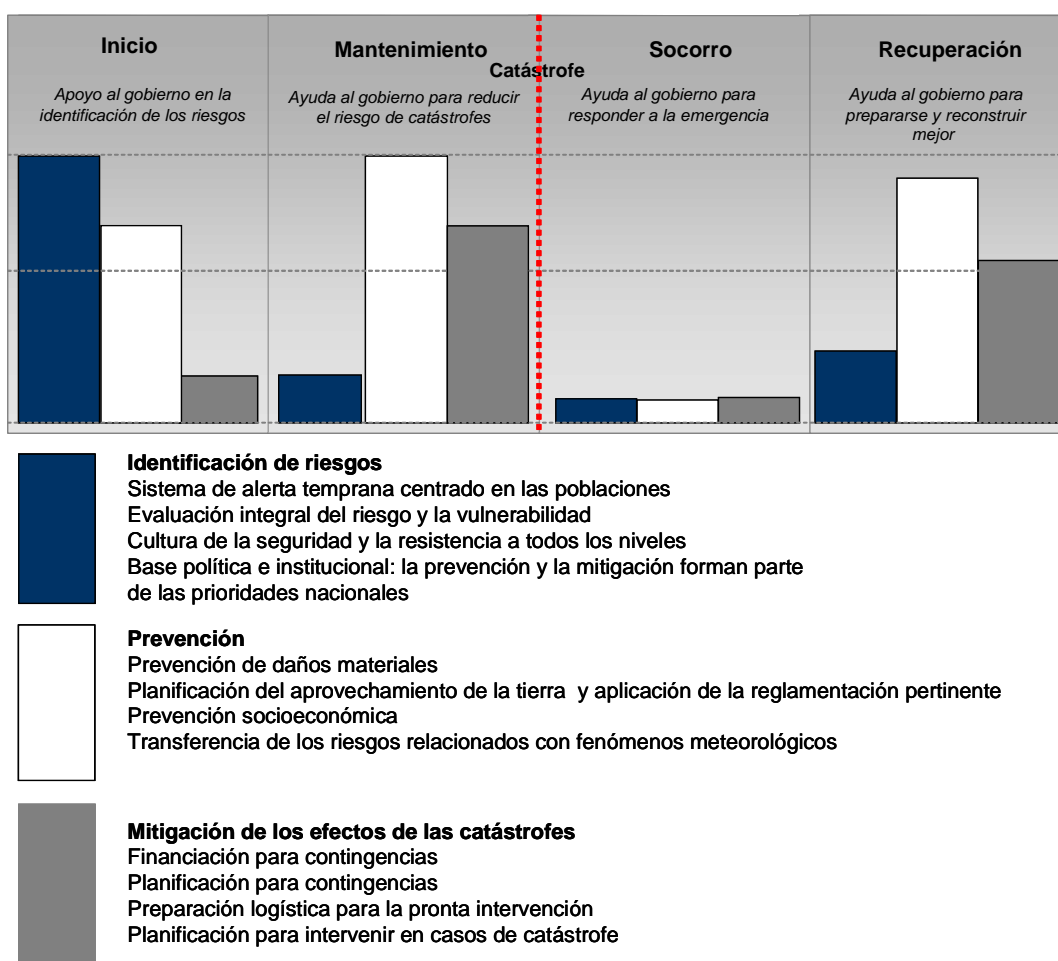 Inicio
Apoyo al gobierno en la
identificación de los riesgos
Mantenimiento
Ayuda al gobierno para reducir
el riesgo de catástrofes
Catástrofe
Socorro
Ayuda al gobierno para
responder a la emergencia
Recuperación
Ayuda al gobierno para
prepararse y reconstruir
mejor
Identificación de riesgos
Sistema de alerta temprana centrado en las poblaciones
Evaluación integral del riesgo y la vulnerabilidad
Cultura de la seguridad y la resistencia a todos los niveles
Base política e institucional: la prevención y la mitigación forman parte
de las prioridades nacionales
Prevención
Prevención de daños materiales
Planificación del aprovechamiento de la tierra y aplicación de la reglamentación pertinente
Prevención socioeconómica
Transferencia de los riesgos relacionados con fenómenos meteorológicos
Mitigación de los efectos de las catástrofes
Financiación para contingencias
Planificación para contingencias
Preparación logística para la pronta intervención
Planificación para intervenir en casos de catástrofe